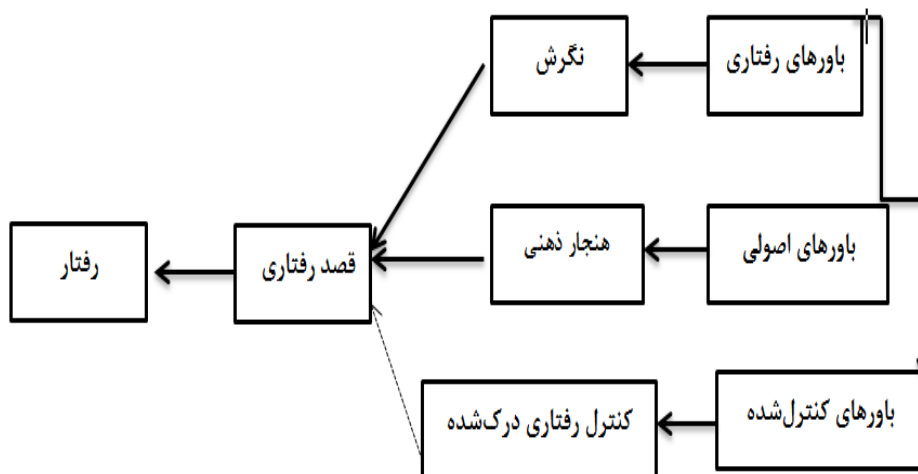 باورهای رفتاری
نگرش
باورهای اصولی
هنجار ذهنی
قصد رفتاری
رفتار
باورهای کنترل‌شده
کنترل رفتاری درک‌شده